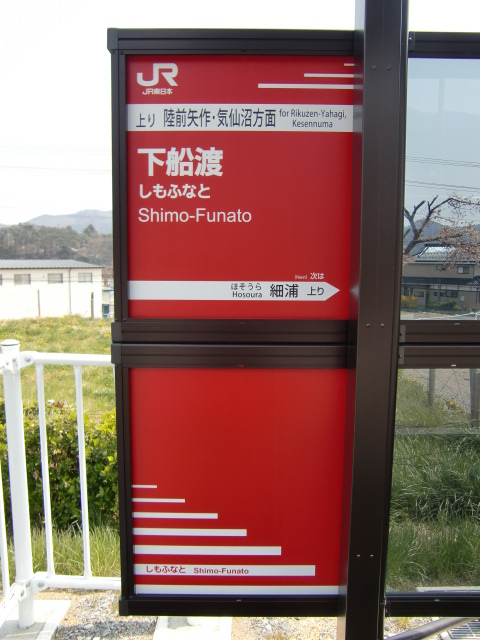 JR
JR東日本
上り 陸前矢作・気仙沼方面 for Rikuzen-Yahagi, Kesennuma
下船渡
しもふなと
Shimo-Funato
(Next) 次は
ほそうら
Hosoura 細浦 上り
しもふなと Shimo-Funato